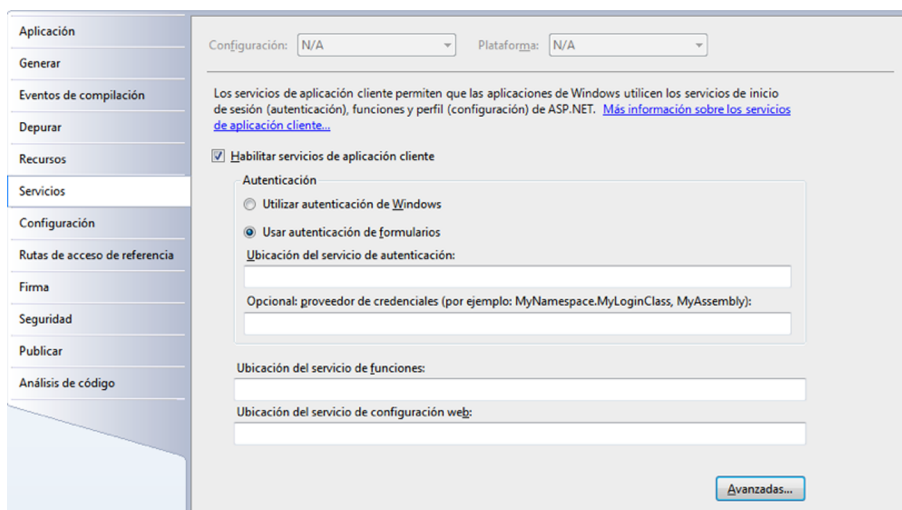 Aplicación
Generar
Eventos de compilación
Depurar
Recursos
Servicios
Configuración
Rutas de acceso de referencia
Firma
Seguridad
Publicar
Análisis de código
Configuración: N/A Plataforma: N/A
Los servicios de aplicación cliente permiten que las aplicaciones de Windows utilicen los servicios de inicio
de sesión (autenticación), funciones y perfil (configuración) de ASP.NET. Más información sobre los servicios
de aplicación cliente...
Habilitar servicios de aplicación cliente
Autenticación
Utilizar autenticación de Windows
Usar autenticación de formularios
Ubicación del servicio de autenticación:
Opcional: proveedor de credenciales (por ejemplo: MyNamespace.MyLoginClass, MyAssembly):
Ubicación del servicio de funciones:
Ubicación del servicio de configuración web:
Avanzadas...